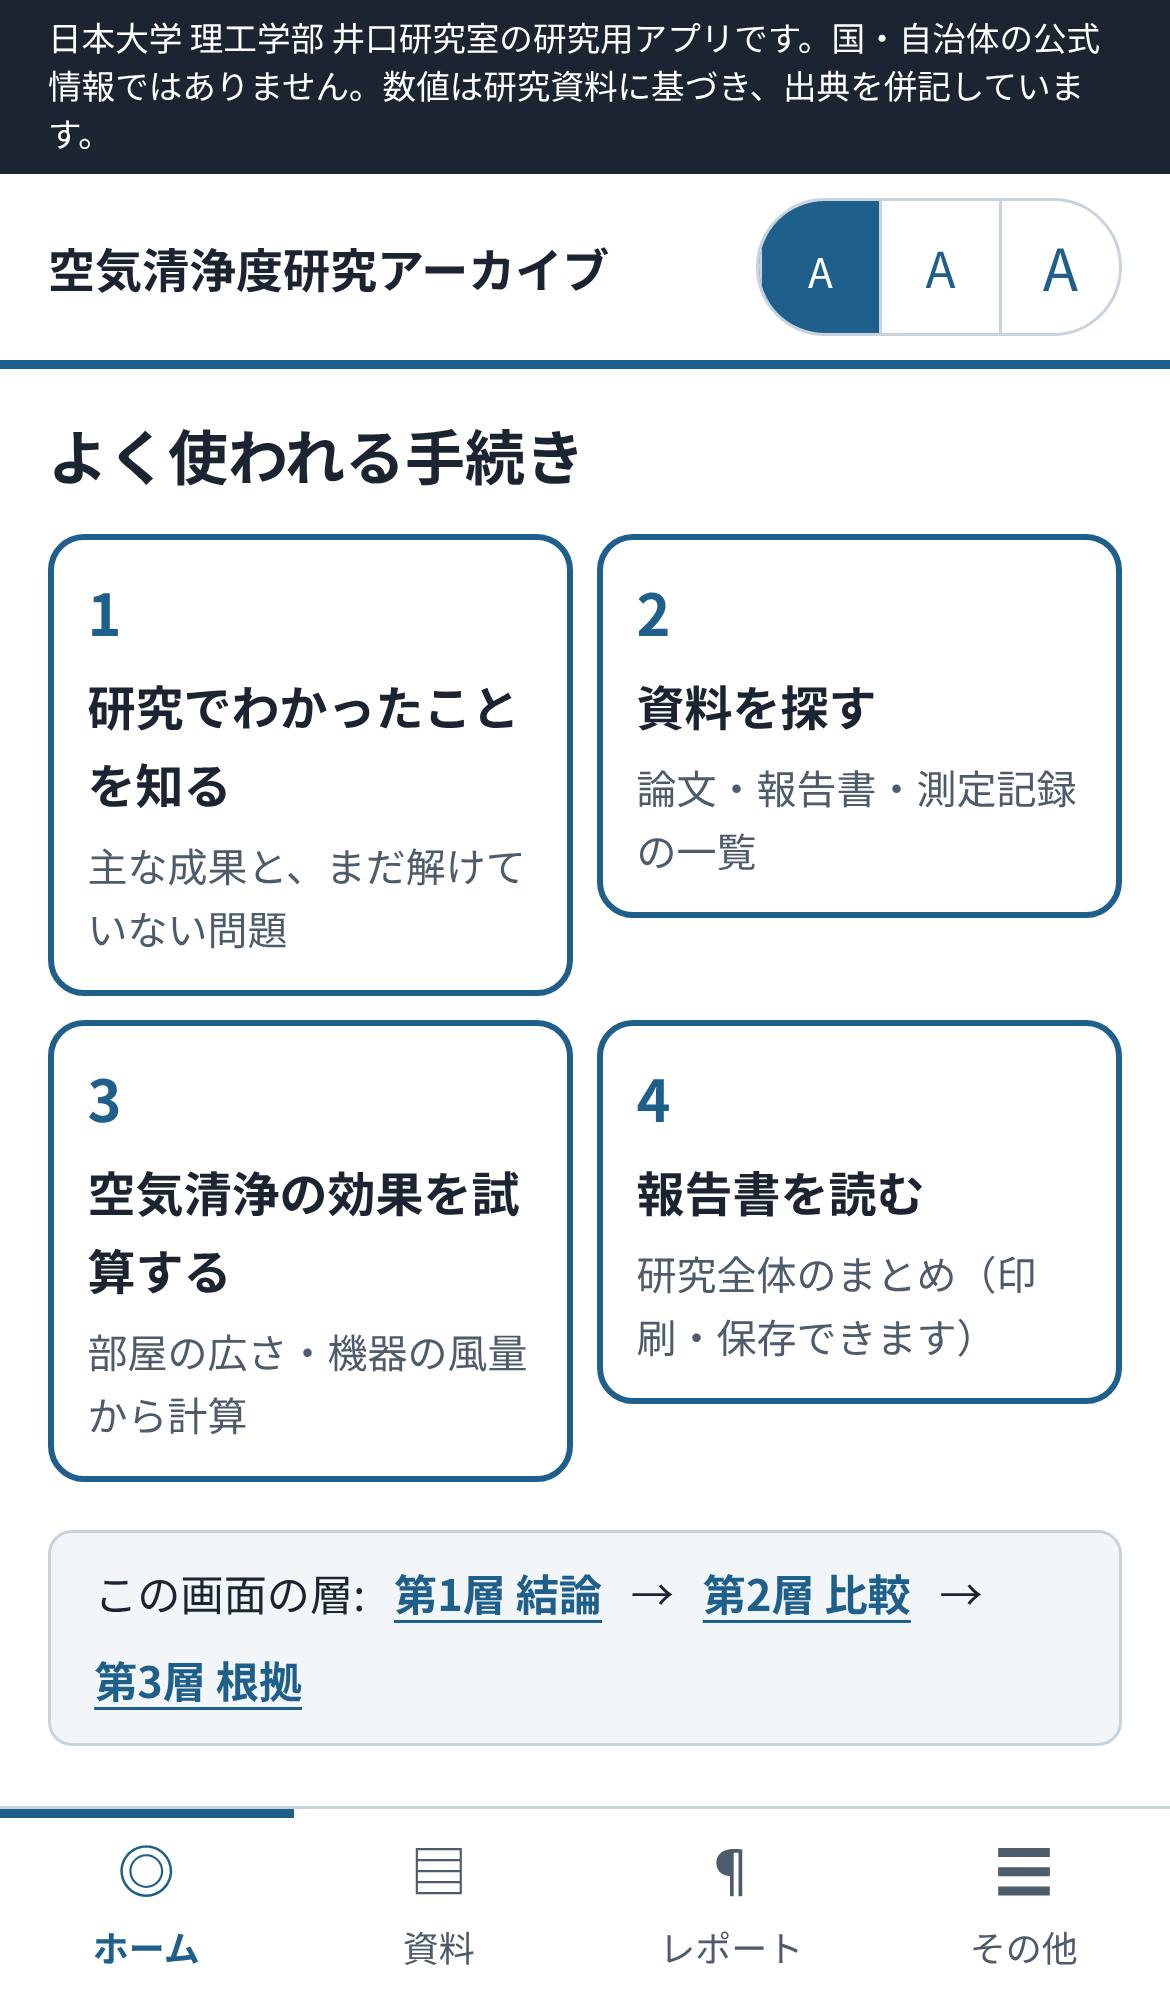 日本大学 理工学部 井口研究室の研究用アプリです。国・自治体の公式
情報ではありません。数値は研究資料に基づき、出典を併記していま
す。
空気清浄度研究アーカイブ
A A A
よく使われる手続き
1
研究でわかったこと
を知る
主な成果と、まだ解けて
いない問題
2
資料を探す
論文・報告書・測定記録
の一覧
3
空気清浄の効果を試
算する
部屋の広さ・機器の風量
から計算
4
報告書を読む
研究全体のまとめ（印
刷・保存できます）
この画面の層: 第1層 結論 → 第2層 比較 →
第3層 根拠
◎ ▤ ¶ ☰
ホーム 資料 レポート その他